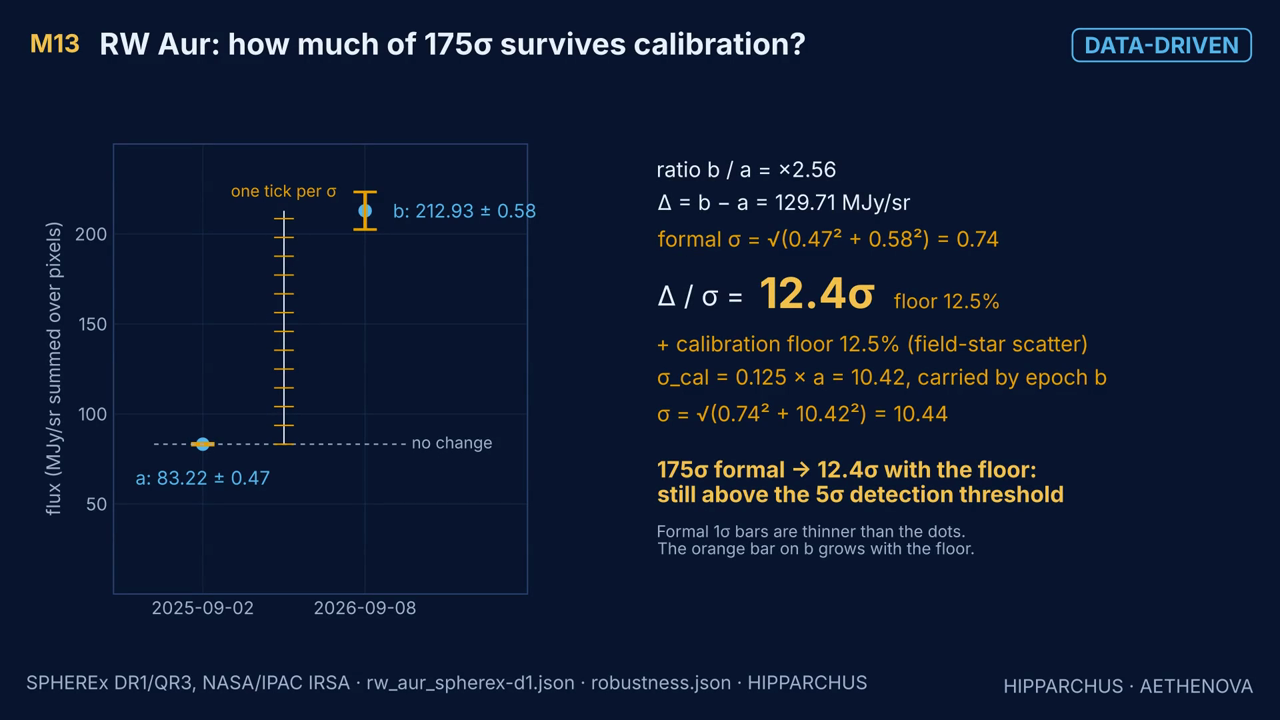 M13 RW Aur: how much of 175σ survives calibration?
DATA-DRIVEN
flux (MJy/sr summed over pixels)
200
150
100
50
one tick per σ
b: 212.93 ± 0.58
no change
a: 83.22 ± 0.47
2025-09-02
2026-09-08
ratio b / a = ×2.56
Δ = b − a = 129.71 MJy/sr
formal σ = √(0.47² + 0.58²) = 0.74
Δ / σ = 12.4σ floor 12.5%
+ calibration floor 12.5% (field-star scatter)
σ_cal = 0.125 × a = 10.42, carried by epoch b
σ = √(0.74² + 10.42²) = 10.44
175σ formal → 12.4σ with the floor:
still above the 5σ detection threshold
Formal 1σ bars are thinner than the dots.
The orange bar on b grows with the floor.
SPHEREx DR1/QR3, NASA/IPAC IRSA · rw_aur_spherex-d1.json · robustness.json · HIPPARCHUS
HIPPARCHUS · AETHENOVA